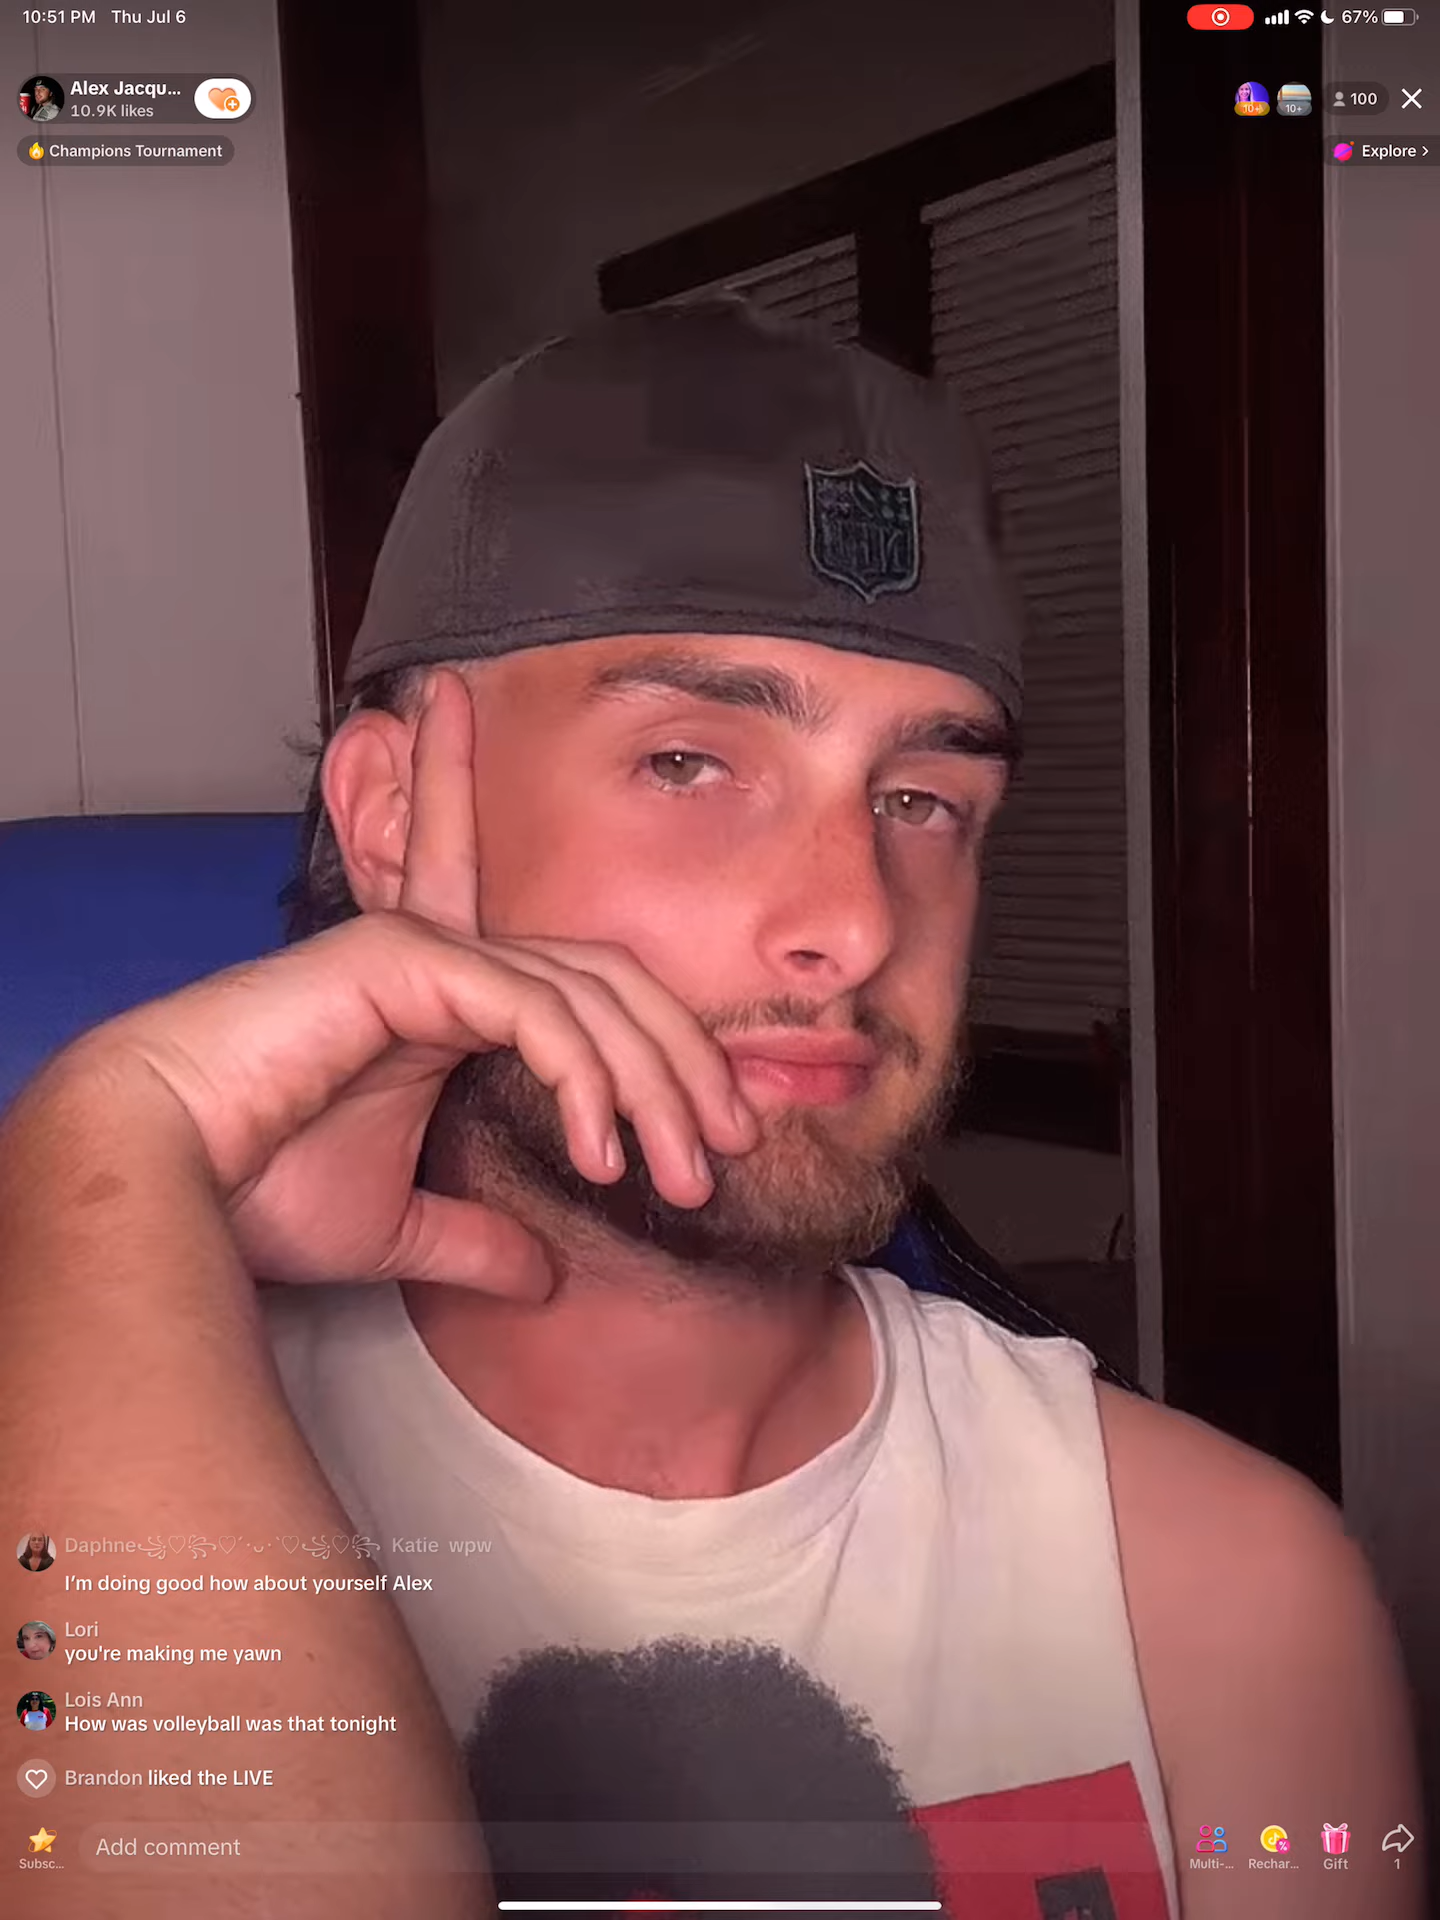 10:51 PM Thu Jul 6
67%
Alex Jacqu...
10.9K likes
10+
10+
100
Champions Tournament
Explore >
Daphne Katie wpw
I'm doing good how about yourself Alex
Lori
you're making me yawn
Lois Ann
How was volleyball was that tonight
Brandon liked the LIVE
Subsc...
Add comment
Multi-...
Rechar...
Gift
1